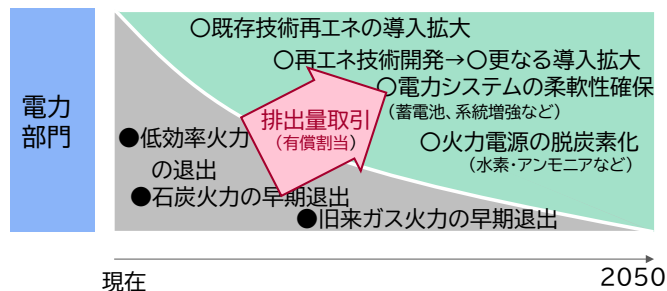 ○既存技術再エネの導入拡大
○再エネ技術開発→○更なる導入拡大
○電力システムの柔軟性確保
(蓄電池、系統増強など)
電力
部門
排出量取引
(有償割当)
●低効率火力
の退出
○火力電源の脱炭素化
(水素・アンモニアなど)
●石炭火力の早期退出
●旧来ガス火力の早期退出
現在
2050